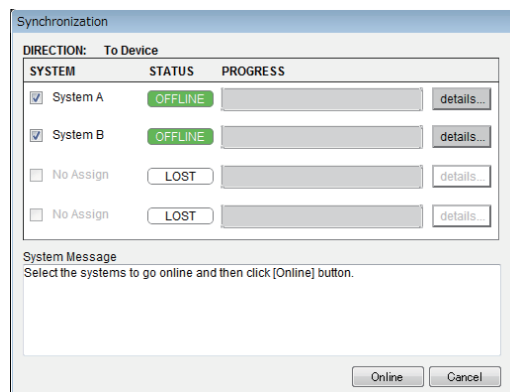 Synchronization
DIRECTION: To Device
SYSTEM STATUS PROGRESS
System A OFFLINE details...
System B OFFLINE details...
No Assign LOST details...
No Assign LOST details...
System Message
Select the systems to go online and then click [Online] button.
Online Cancel